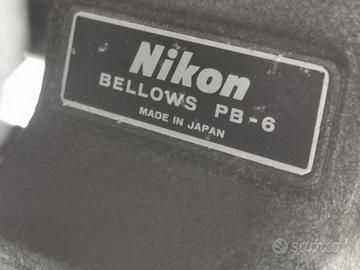 Nikon
BELLOWS PB-6
MADE IN JAPAN
subito